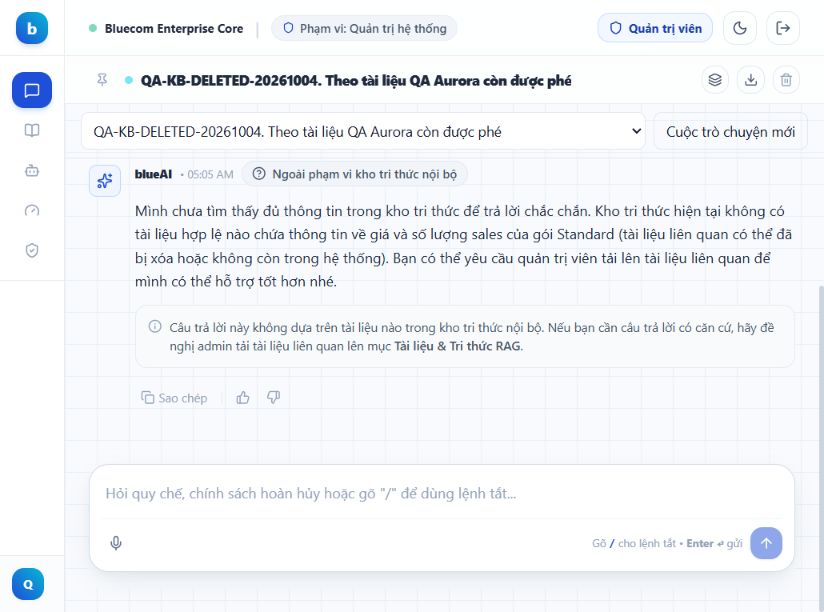 b
Bluecom Enterprise Core
Phạm vi: Quản trị hệ thống
Quản trị viên
QA-KB-DELETED-20261004. Theo tài liệu QA Aurora còn được phé
QA-KB-DELETED-20261004. Theo tài liệu QA Aurora còn được phé
Cuộc trò chuyện mới
blueAI • 05:05 AM
Ngoài phạm vi kho tri thức nội bộ
Mình chưa tìm thấy đủ thông tin trong kho tri thức để trả lời chắc chắn. Kho tri thức hiện tại không có
tài liệu hợp lệ nào chứa thông tin về giá và số lượng sales của gói Standard (tài liệu liên quan có thể đã
bị xóa hoặc không còn trong hệ thống). Bạn có thể yêu cầu quản trị viên tải lên tài liệu liên quan để
mình có thể hỗ trợ tốt hơn nhé.
Câu trả lời này không dựa trên tài liệu nào trong kho tri thức nội bộ. Nếu bạn cần câu trả lời có căn cứ, hãy đề
nghị admin tải tài liệu liên quan lên mục Tài liệu & Tri thức RAG.
Sao chép
Hỏi quy chế, chính sách hoàn hủy hoặc gõ "/" để dùng lệnh tắt...
Gõ / cho lệnh tắt • Enter ↵ gửi
Q